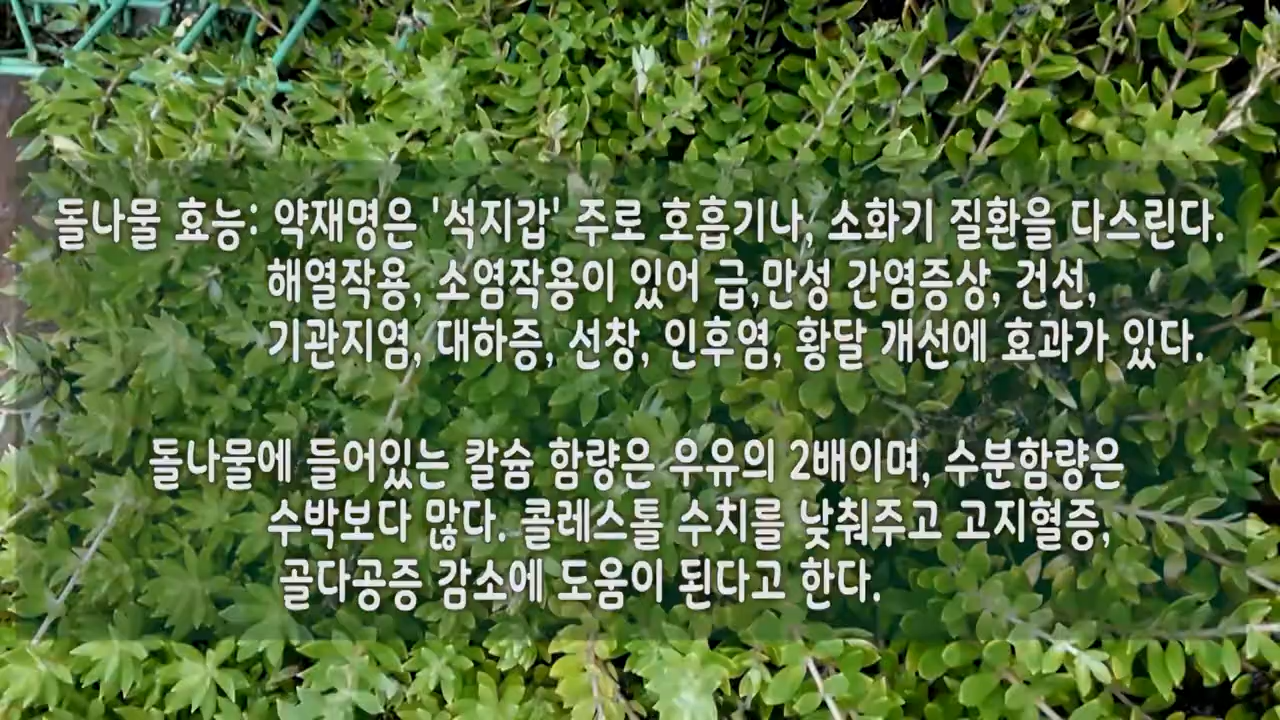 돌나물 효능: 약재명은 '석지갑' 주로 호흡기나, 소화기 질환을 다스린다.
해열작용, 소염작용이 있어 급,만성 간염증상, 건선,
기관지염, 대하증, 선창, 인후염, 황달 개선에 효과가 있다.
돌나물에 들어있는 칼슘 함량은 우유의 2배이며, 수분함량은
수박보다 많다. 콜레스톨 수치를 낮춰주고 고지혈증,
골다공증 감소에 도움이 된다고 한다.